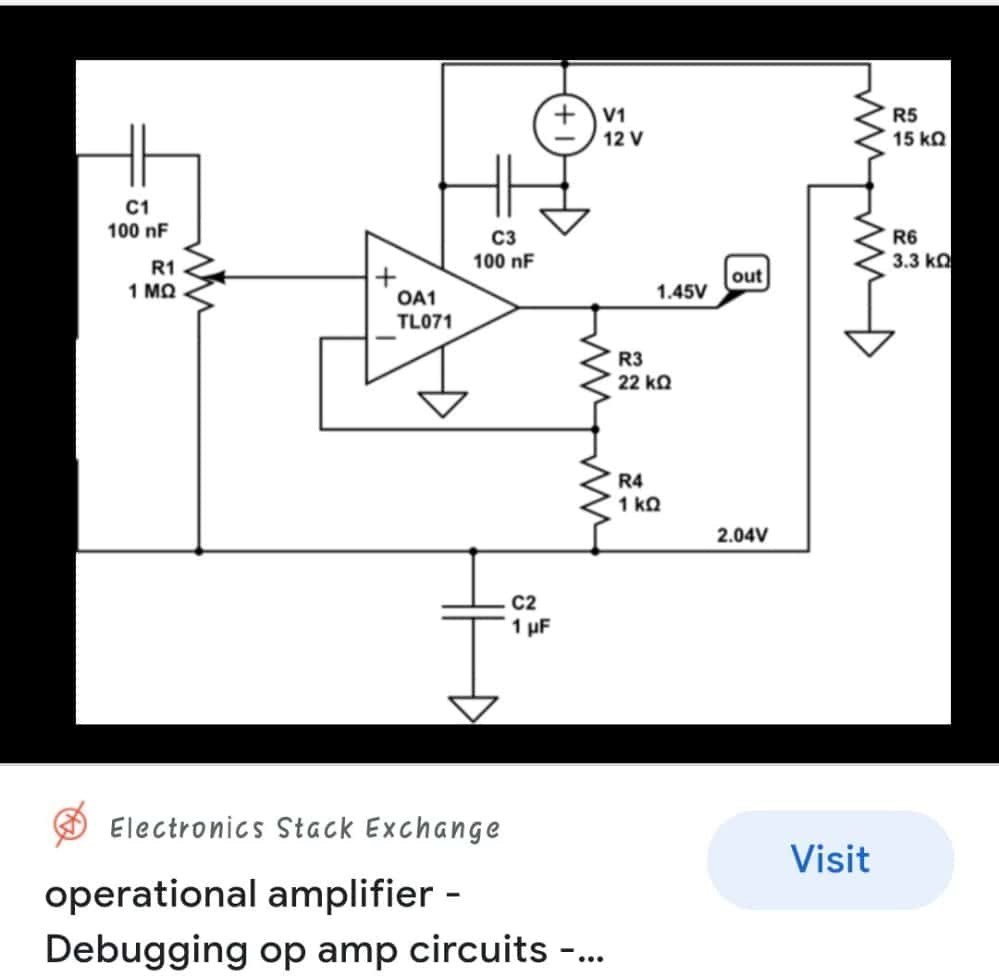 +
V1
12 V
R5
15 kΩ
C1
100 nF
C3
100 nF
R6
3.3 kΩ
R1
1 MΩ
+
OA1
TL071
−
out
1.45V
R3
22 kΩ
R4
1 kΩ
2.04V
C2
1 µF
Electronics Stack Exchange
Visit
operational amplifier -
Debugging op amp circuits -...